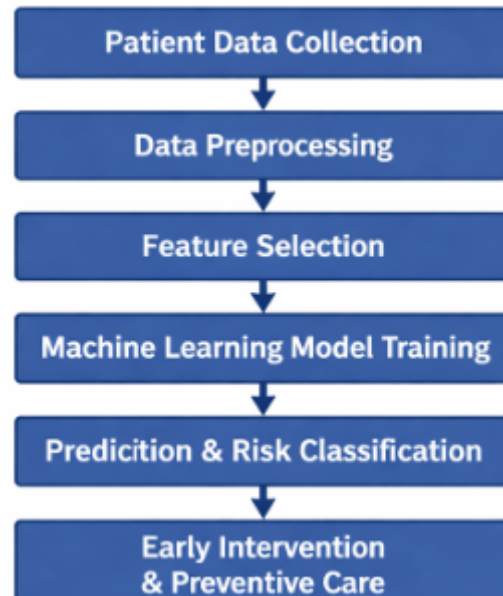 Patient Data Collection
Data Preprocessing
Feature Selection
Machine Learning Model Training
Predicition & Risk Classification
Early Intervention
& Preventive Care